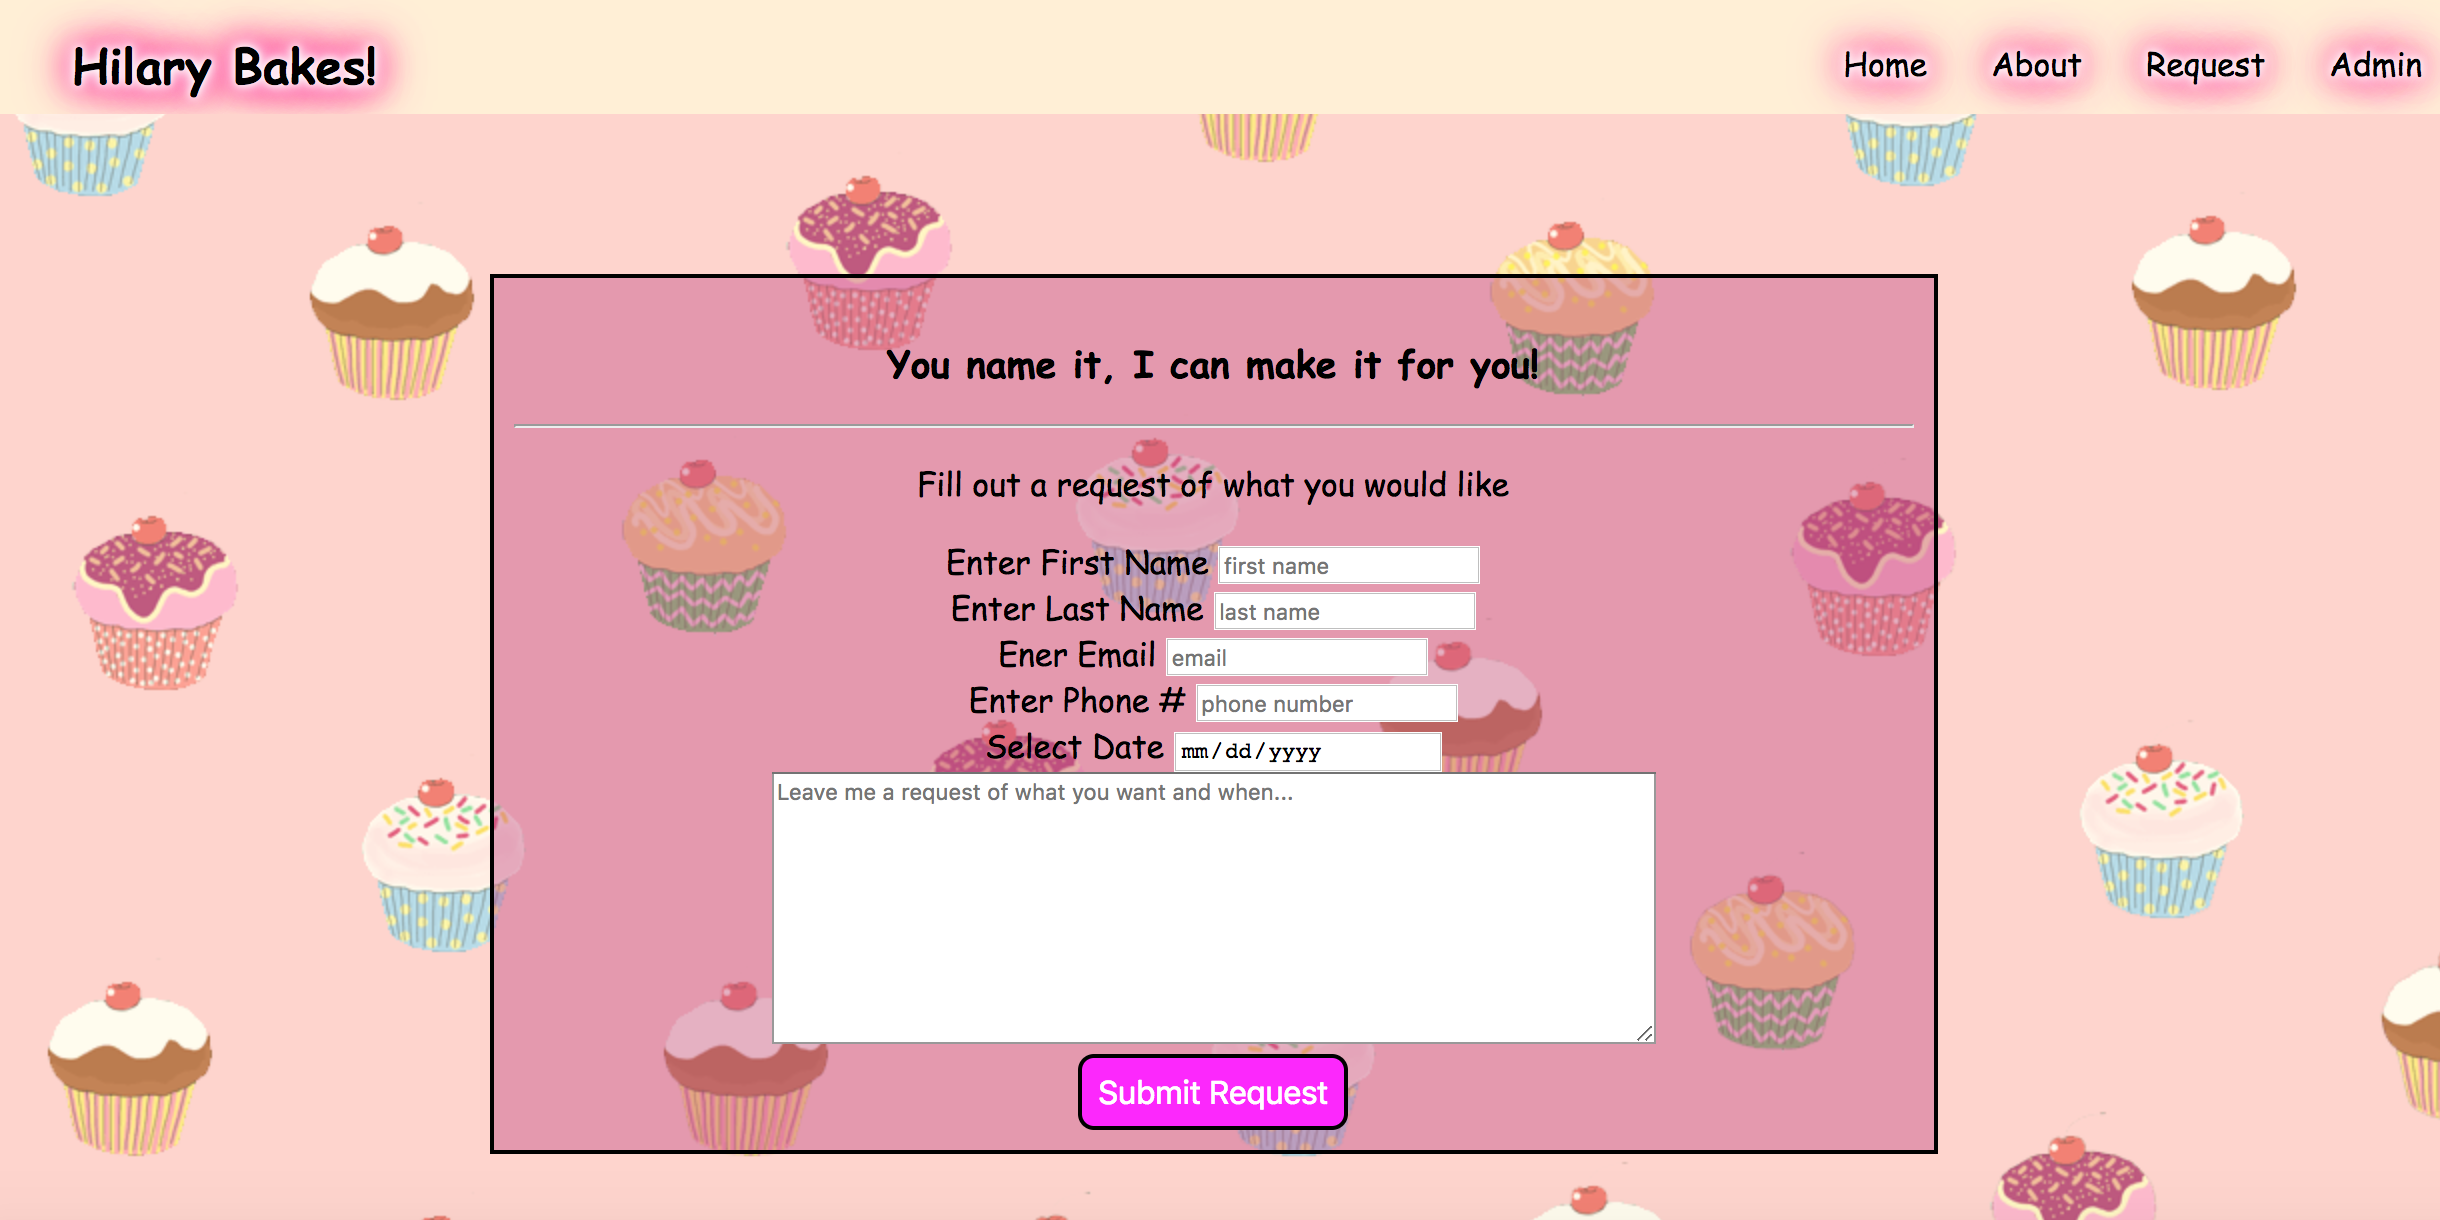 Hilary Bakes!
Home About Request Admin
You name it, I can make it for you!
Fill out a request of what you would like
Enter First Name first name
Enter Last Name last name
Ener Email email
Enter Phone # phone number
Select Date mm/dd/yyyy
Leave me a request of what you want and when...
Submit Request